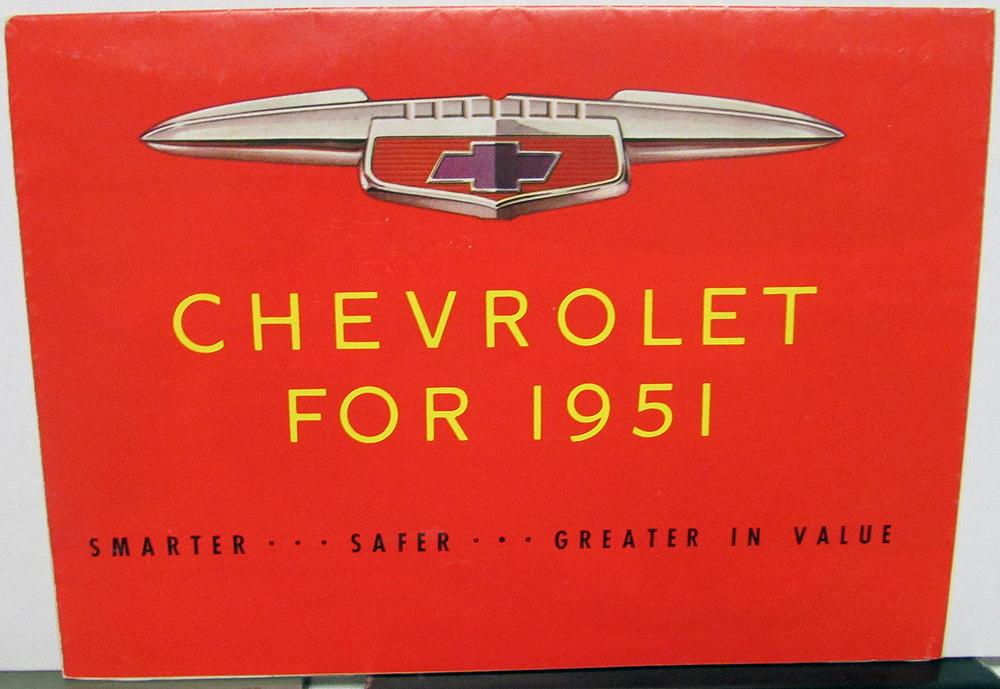 CHEVROLET
FOR 1951
SMARTER ··· SAFER ··· GREATER IN VALUE